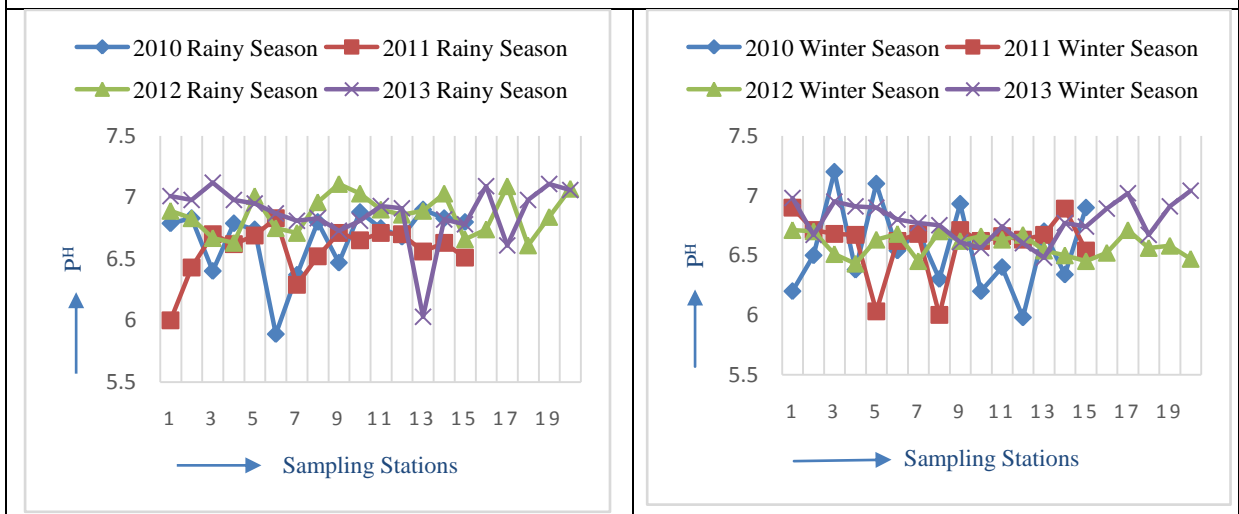 2010 Rainy Season 2011 Rainy Season
2012 Rainy Season 2013 Rainy Season
7.5
7
6.5
6
5.5
1 3 5 7 9 11 13 15 17 19
Pᴴ
Sampling Stations
2010 Winter Season 2011 Winter Season
2012 Winter Season 2013 Winter Season
7.5
7
6.5
6
5.5
1 3 5 7 9 11 13 15 17 19
Pᴴ
Sampling Stations